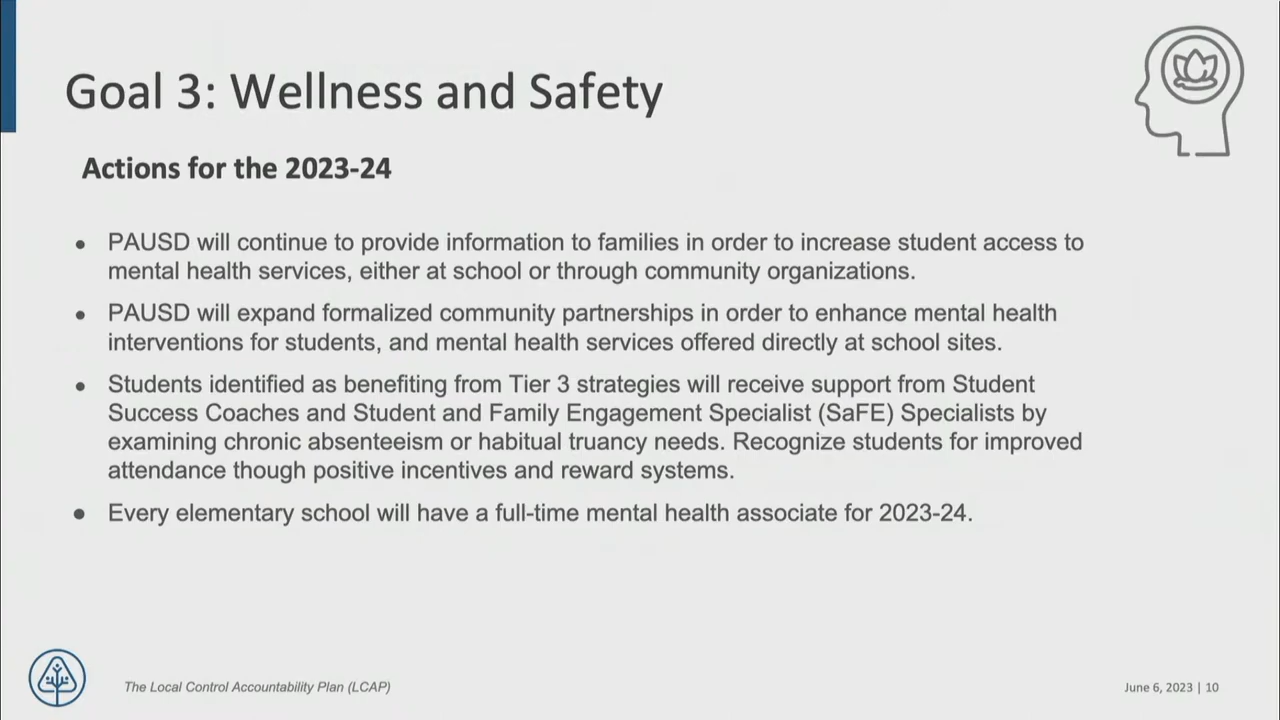 Goal 3: Wellness and Safety
Actions for the 2023-24
● PAUSD will continue to provide information to families in order to increase student access to
mental health services, either at school or through community organizations.
● PAUSD will expand formalized community partnerships in order to enhance mental health
interventions for students, and mental health services offered directly at school sites.
● Students identified as benefiting from Tier 3 strategies will receive support from Student
Success Coaches and Student and Family Engagement Specialist (SaFE) Specialists by
examining chronic absenteeism or habitual truancy needs. Recognize students for improved
attendance though positive incentives and reward systems.
● Every elementary school will have a full-time mental health associate for 2023-24.
The Local Control Accountability Plan (LCAP)
June 6, 2023 | 10